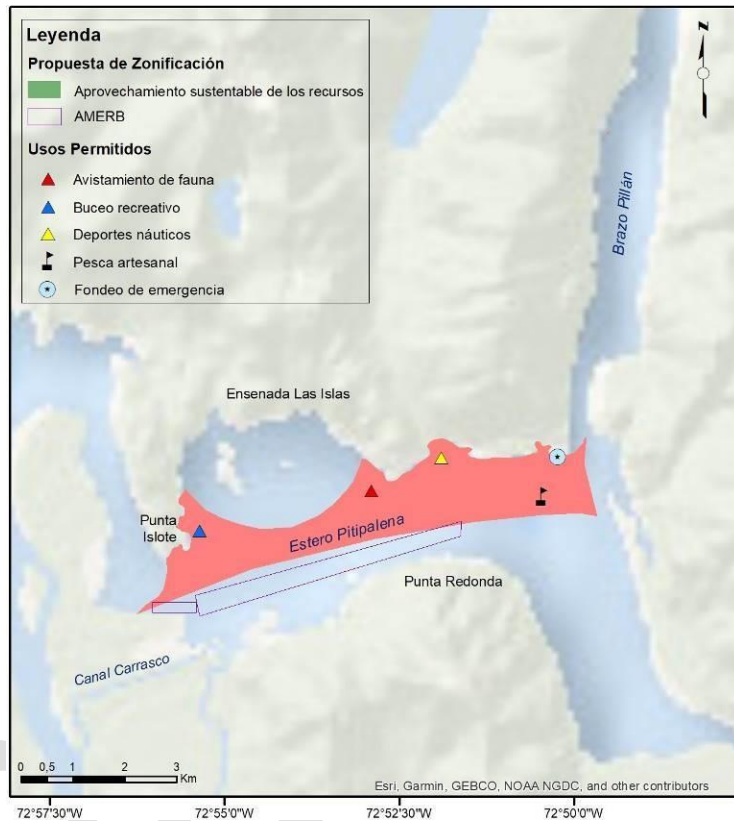 Leyenda
Propuesta de Zonificación
Aprovechamiento sustentable de los recursos
AMERB
Usos Permitidos
Avistamiento de fauna
Buceo recreativo
Deportes náuticos
Pesca artesanal
Fondeo de emergencia
N
Brazo Pillán
Ensenada Las Islas
Punta
Islote
Estero Pitipalena
Punta Redonda
Canal Carrasco
0 0,5 1 2 3
Km
Esri, Garmin, GEBCO, NOAA NGDC, and other contributors
72°57'30"W 72°55'0"W 72°52'30"W 72°50'0"W